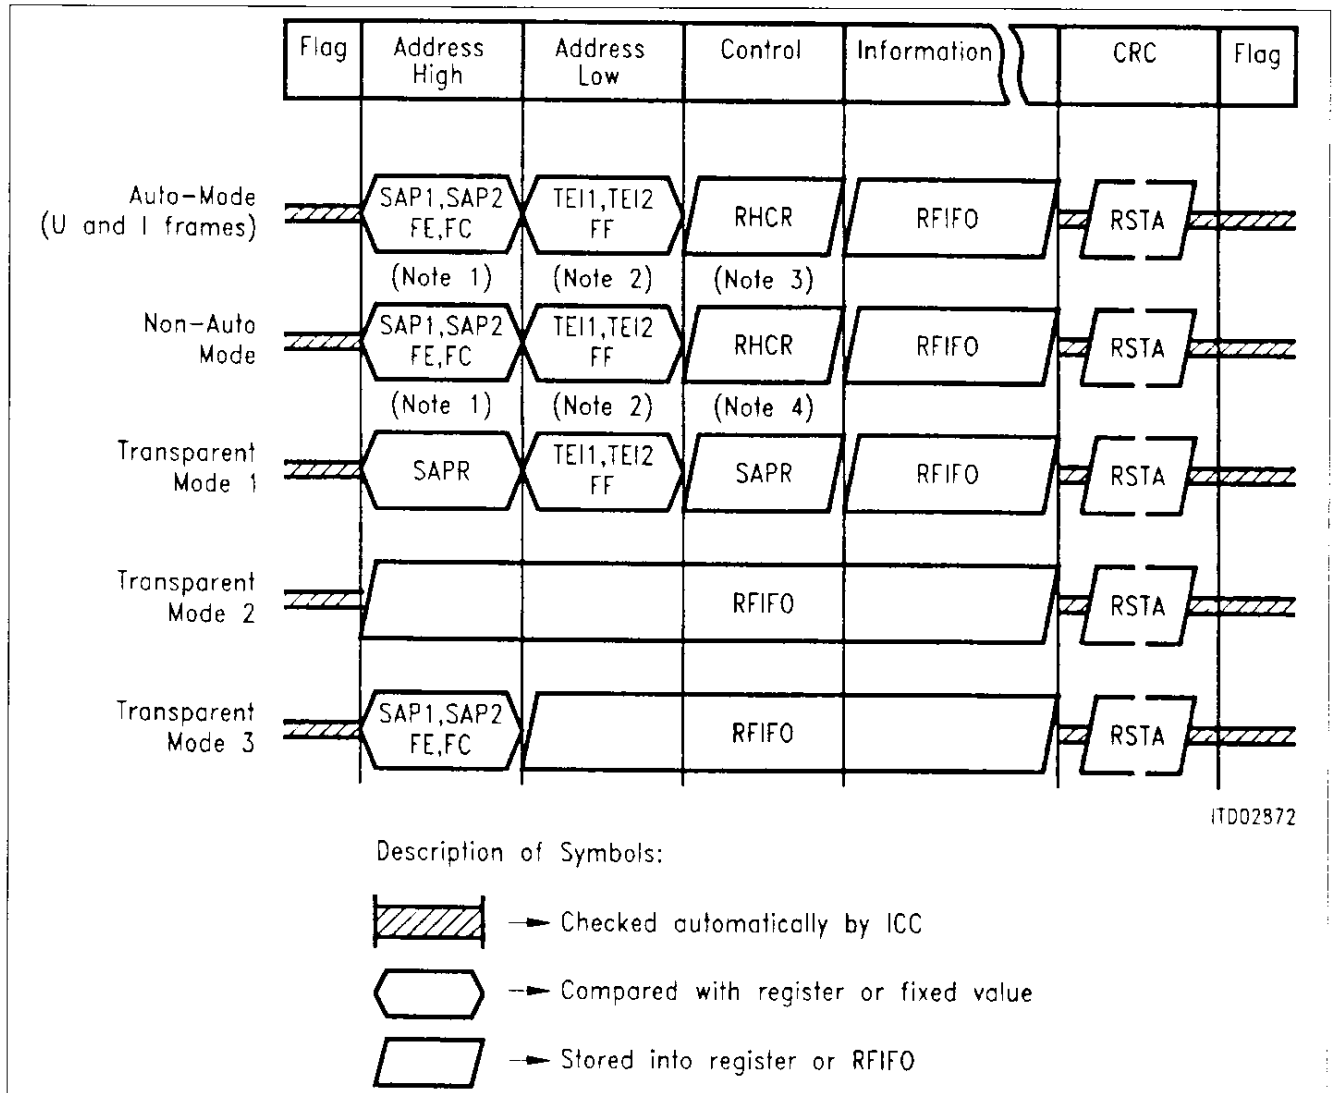 Flag Address High Address Low Control Information CRC Flag
Auto-Mode (U and I frames) SAP1,SAP2 FE,FC TEI1,TEI2 FF RHCR RFIFO RSTA
(Note 1) (Note 2) (Note 3)
Non-Auto Mode SAP1,SAP2 FE,FC TEI1,TEI2 FF RHCR RFIFO RSTA
(Note 1) (Note 2) (Note 4)
Transparent Mode 1 SAPR TEI1,TEI2 FF SAPR RFIFO RSTA
Transparent Mode 2 RFIFO RSTA
Transparent Mode 3 SAP1,SAP2 FE,FC RFIFO RSTA
ITD02872
Description of Symbols:
Checked automatically by ICC
Compared with register or fixed value
Stored into register or RFIFO